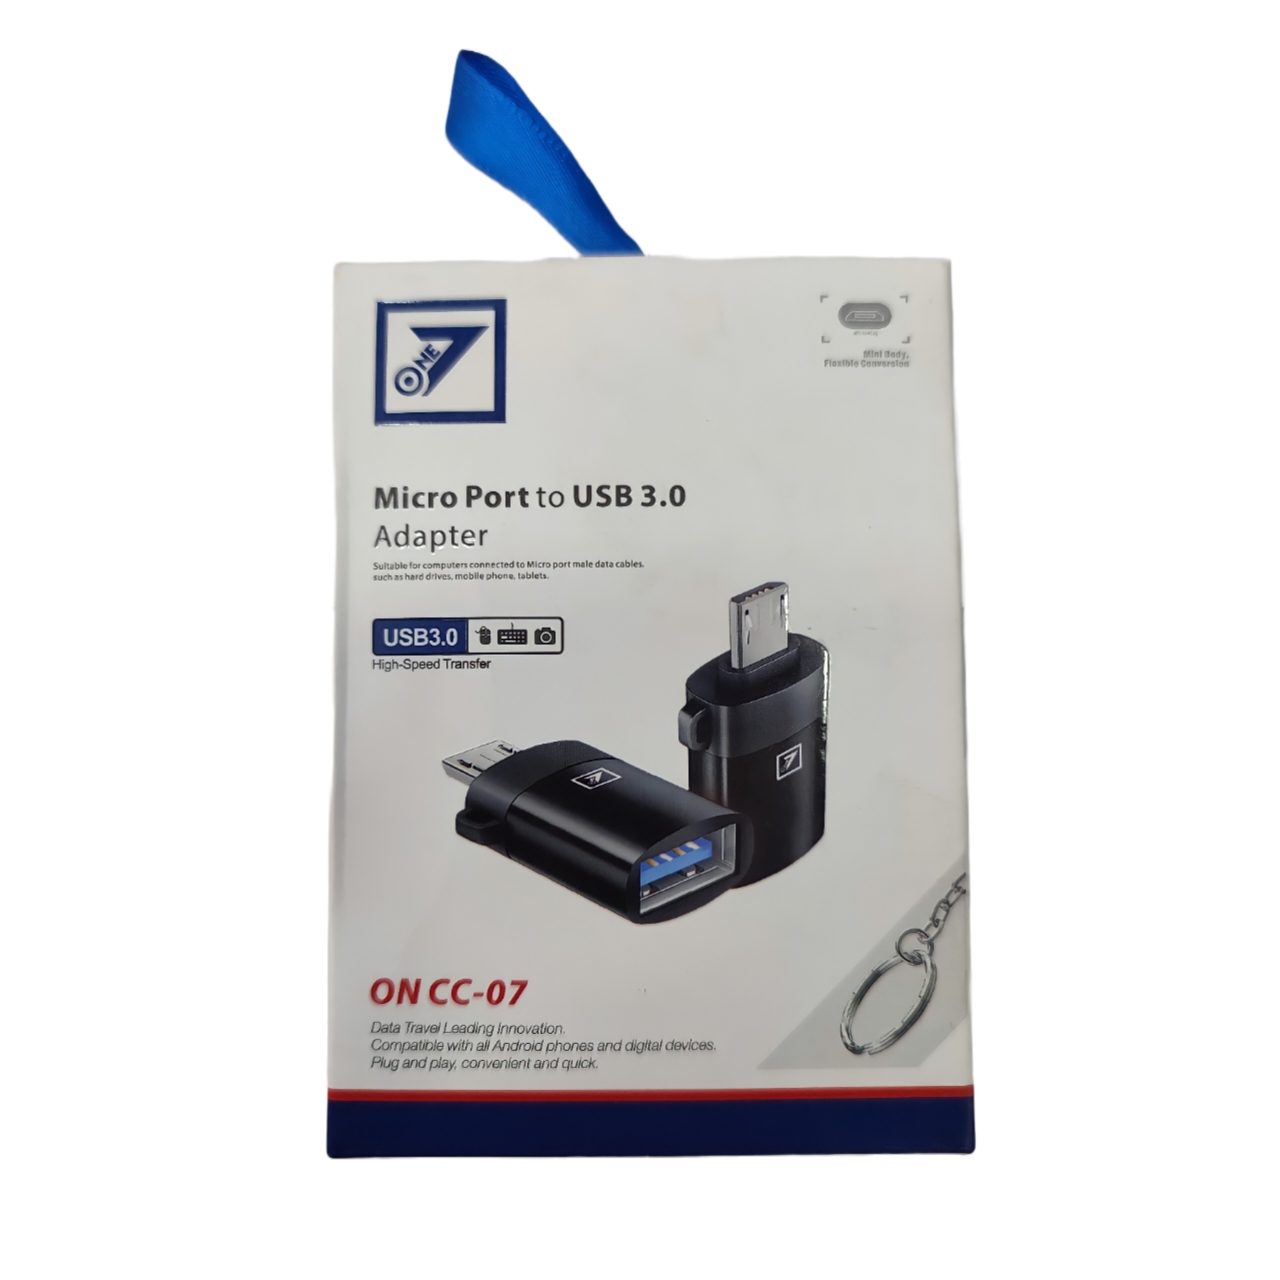 ONE 7
Mini Body,
Flexible Conversion
Micro Port to USB 3.0
Adapter
Suitable for computers connected to Micro port male data cables,
such as hard drives, mobile phone, tablets.
USB3.0
High-Speed Transfer
ON CC-07
Data Travel Leading Innovation.
Compatible with all Android phones and digital devices.
Plug and play, convenient and quick.